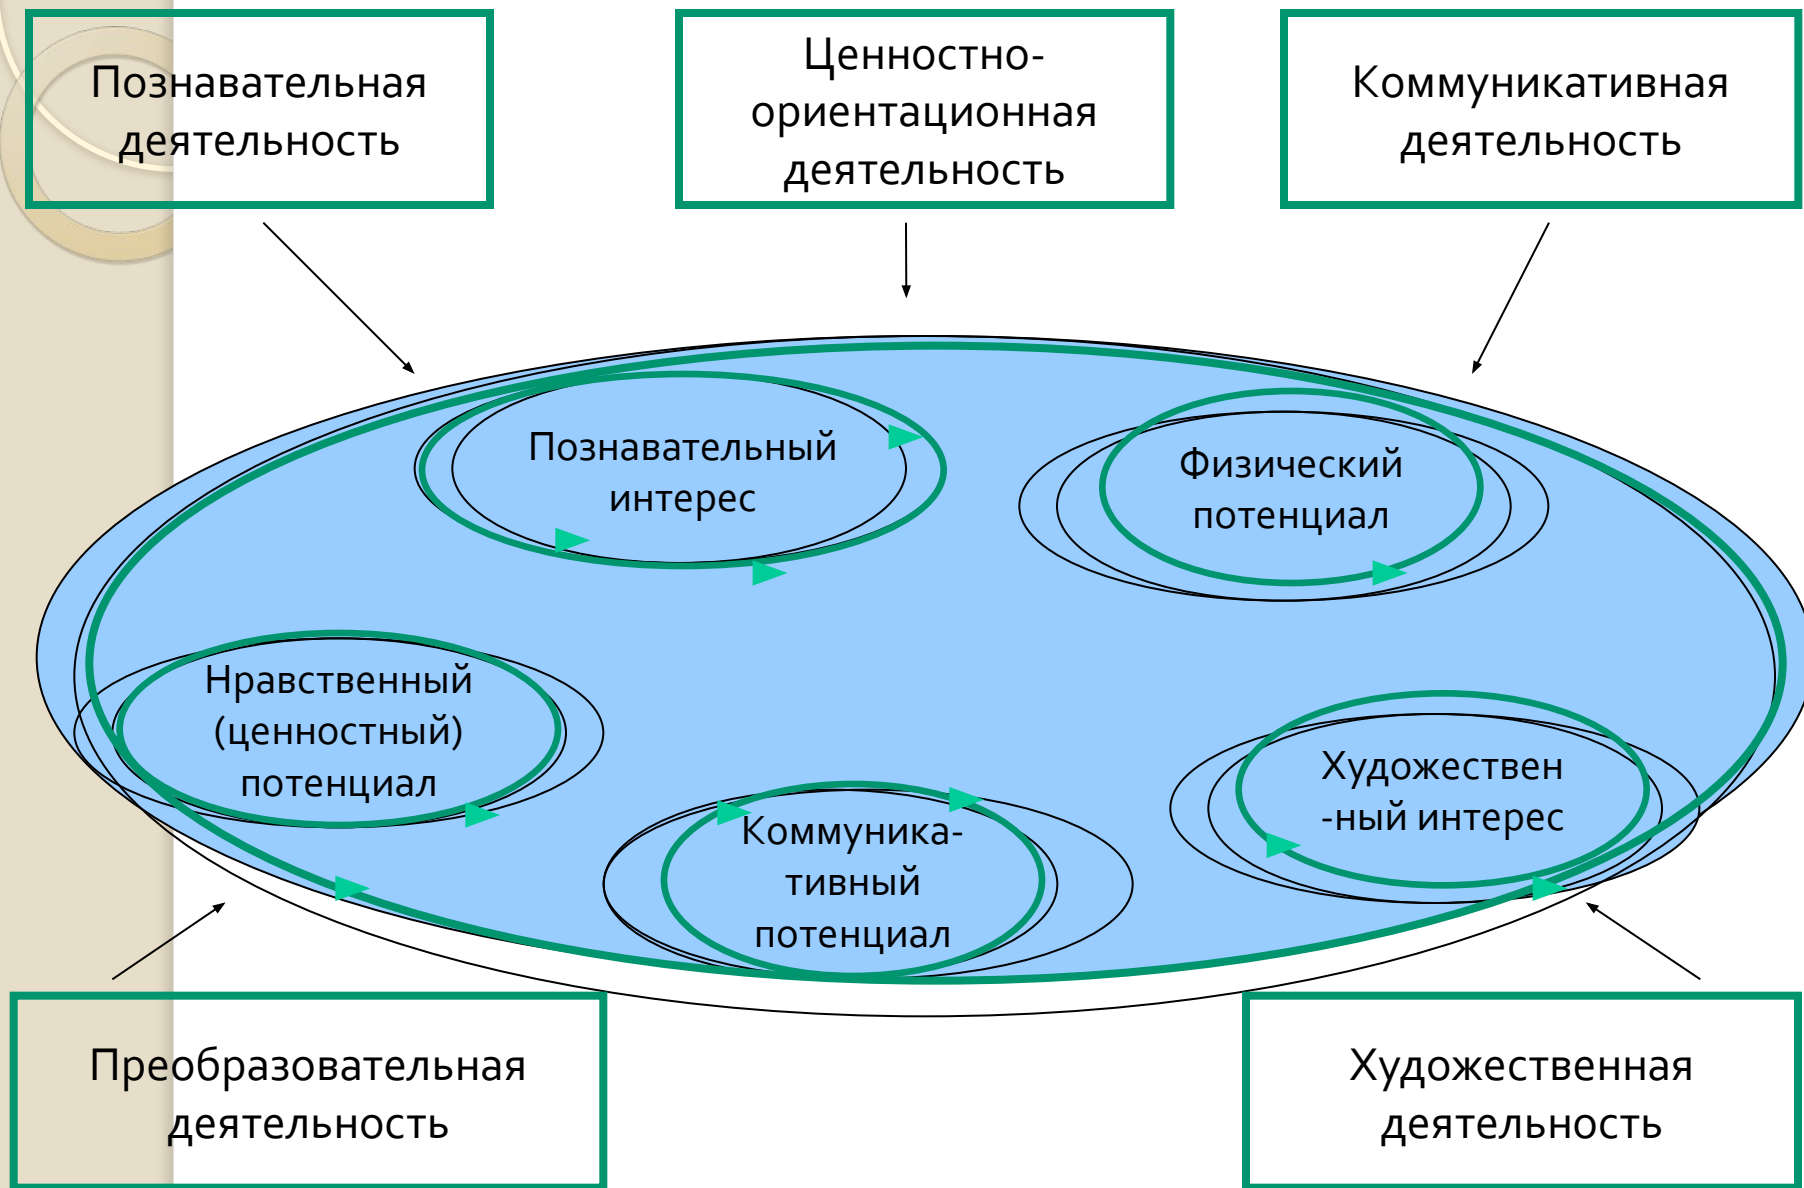 Познавательная
деятельность
Ценностно-
ориентационная
деятельность
Коммуникативная
деятельность
Познавательный
интерес
Физический
потенциал
Нравственный
(ценностный)
потенциал
Коммуника-
тивный
потенциал
Художествен
-ный интерес
Преобразовательная
деятельность
Художественная
деятельность